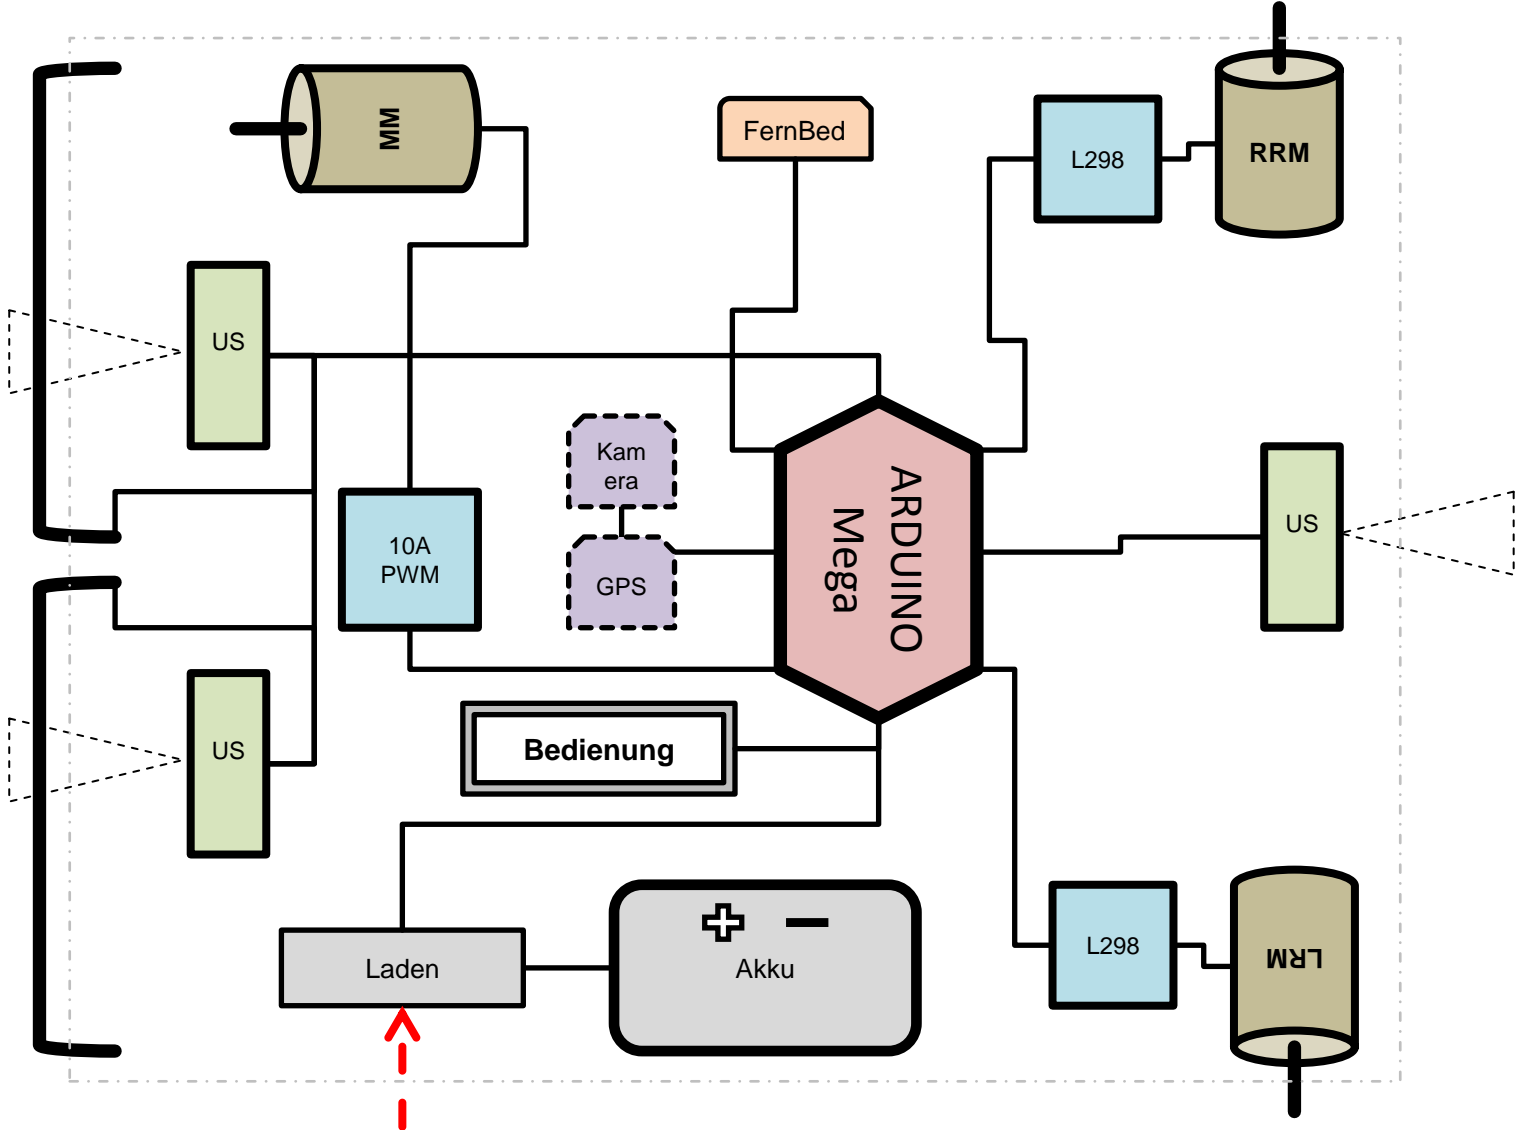 MM
FernBed
L298
RRM
US
Kam
era
ARDUINO
Mega
10A
PWM
GPS
US
US
Bedienung
L298
LRM
Laden
Akku